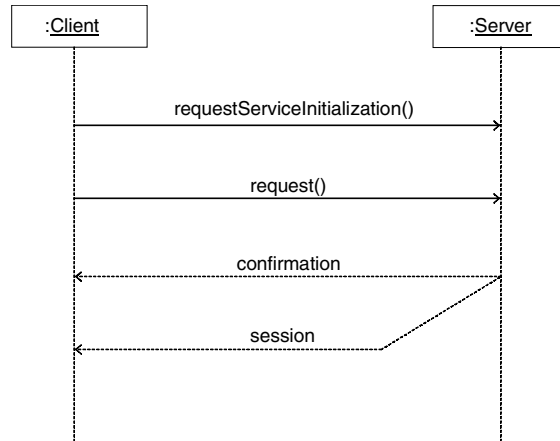 :Client
:Server
requestServiceInitialization()
request()
confirmation
session